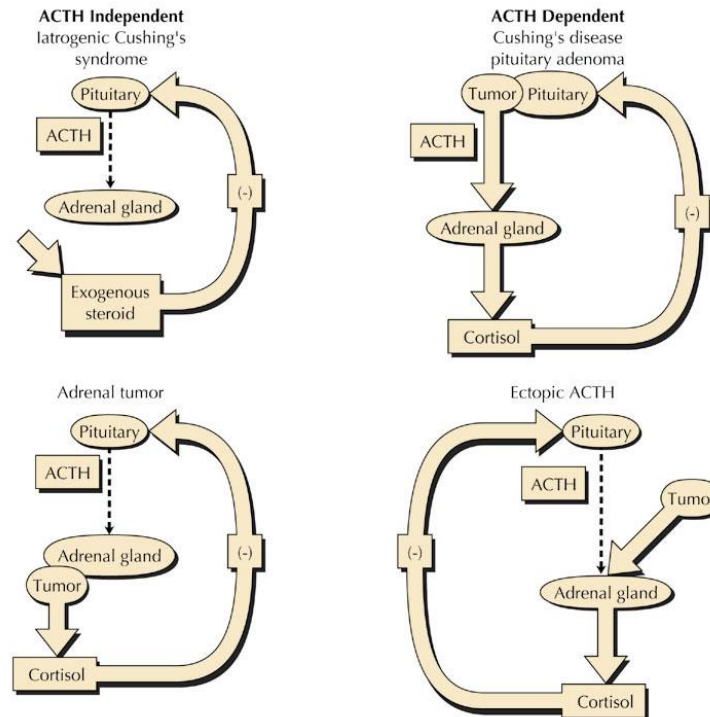 ACTH Independent
Iatrogenic Cushing's
syndrome
Pituitary
ACTH
(-)
Adrenal gland
Exogenous
steroid
ACTH Dependent
Cushing's disease
pituitary adenoma
Tumor
Pituitary
ACTH
(-)
Adrenal gland
Cortisol
Adrenal tumor
Pituitary
ACTH
(-)
Adrenal gland
Tumor
Cortisol
Ectopic ACTH
Pituitary
ACTH
Tumo
(-)
Adrenal gland
Cortisol